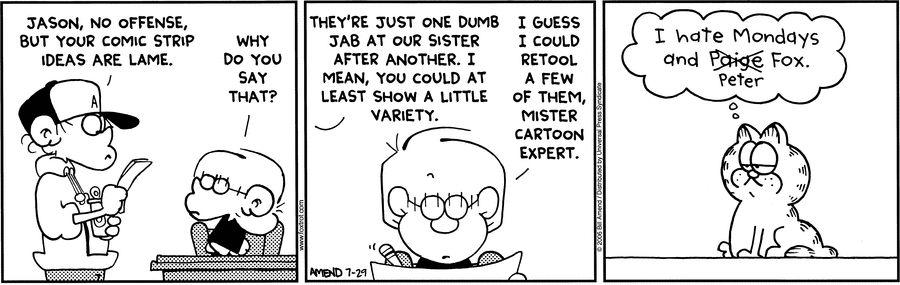 JASON, NO OFFENSE,
BUT YOUR COMIC STRIP
IDEAS ARE LAME.
WHY
DO YOU
SAY
THAT?
A
www.foxtrot.com
THEY'RE JUST ONE DUMB
JAB AT OUR SISTER
AFTER ANOTHER. I
MEAN, YOU COULD AT
LEAST SHOW A LITTLE
VARIETY.
I GUESS
I COULD
RETOOL
A FEW
OF THEM,
MISTER
CARTOON
EXPERT.
AMEND 7-29
© 2006 Bill Amend / Distributed by Universal Press Syndicate
I hate Mondays
and Paige Fox.
Peter